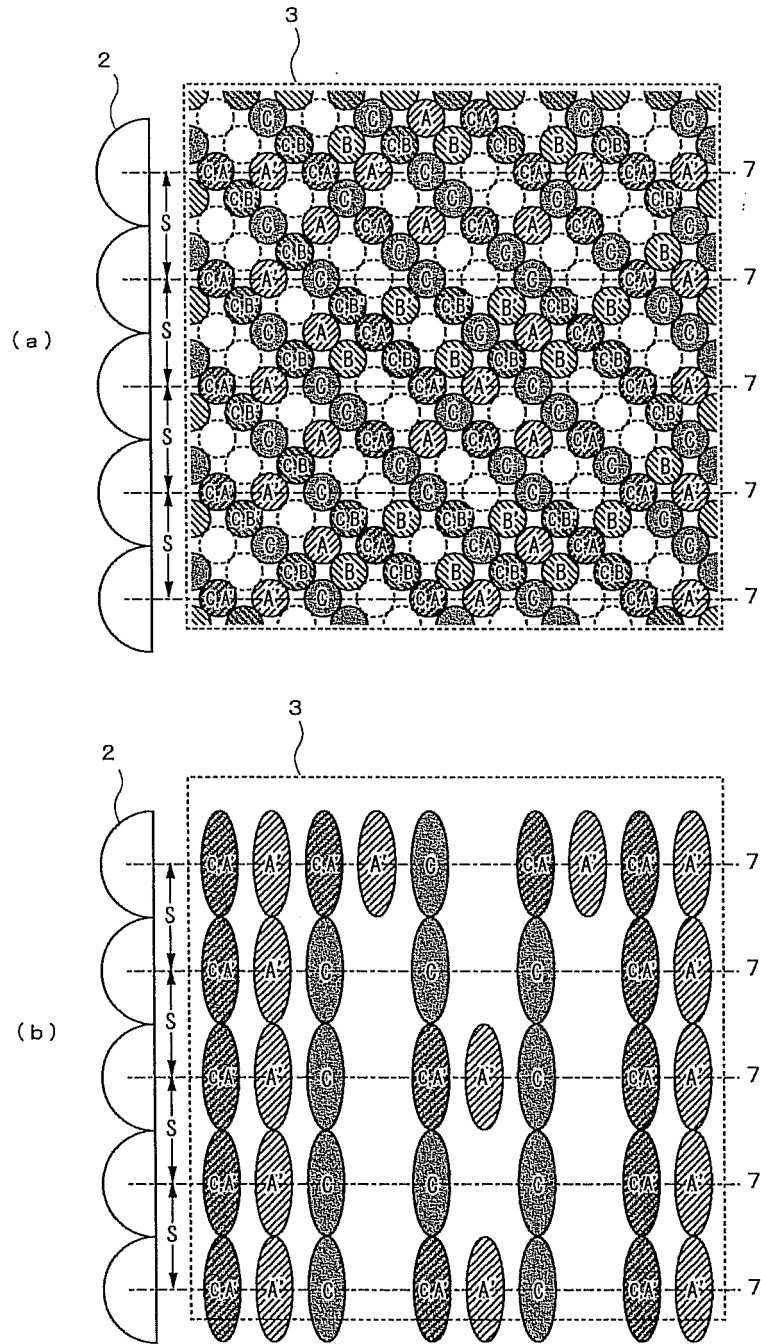 3
2
C C A C,A C C
C,B B C,B B C,B B C,B
C,A' A' C,A' A' C C,A' A' C,A' A' 7
C,B C C C C,B
S C A C,A A C,A A C,A C
C,B C C C B
C,A' A' C C C C,A' A' 7
C,B C,B B C,B B C,B B C
(a)
S C A C,A C A C,A C
C,B B C,B B C,B B C,B
C,A' A' C C,A' A' C C,A' A' 7
C,B C C C C,B
S C A C,A A C,A A C,A C
C,B C C C B
C,A' A' C C C C,A' A' 7
C,B C,B B C,B B C,B B C
S C A C,A C,A A C,A C
C,B B C,B B C,B B C,B
C,A' A' C C,A' A' C C,A' A' 7
3
2
C,A' A' C,A' A' C C,A' A' C,A' A' 7
S
C,A' A' C C C C,A' A' 7
(b)
S
C,A' A' C C,A' A' C C,A' A' 7
S
C,A' A' C C C C,A' A' 7
S
C,A' A' C C,A' A' C C,A' A' 7